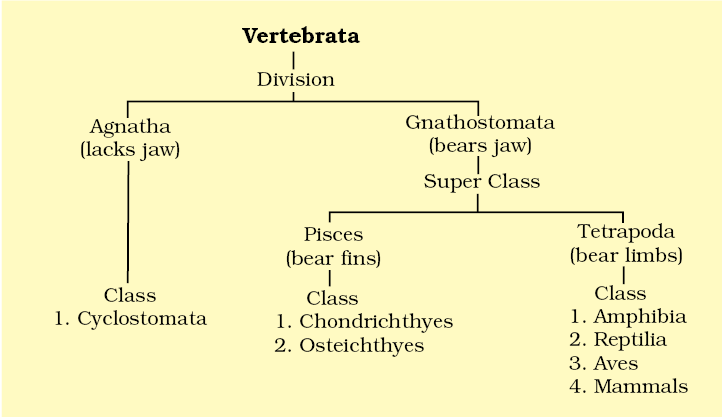 Vertebrata
Division
Agnatha
(lacks jaw)
Gnathostomata
(bears jaw)
Super Class
Pisces
(bear fins)
Tetrapoda
(bear limbs)
Class
1. Cyclostomata
Class
1. Chondrichthyes
2. Osteichthyes
Class
1. Amphibia
2. Reptilia
3. Aves
4. Mammals